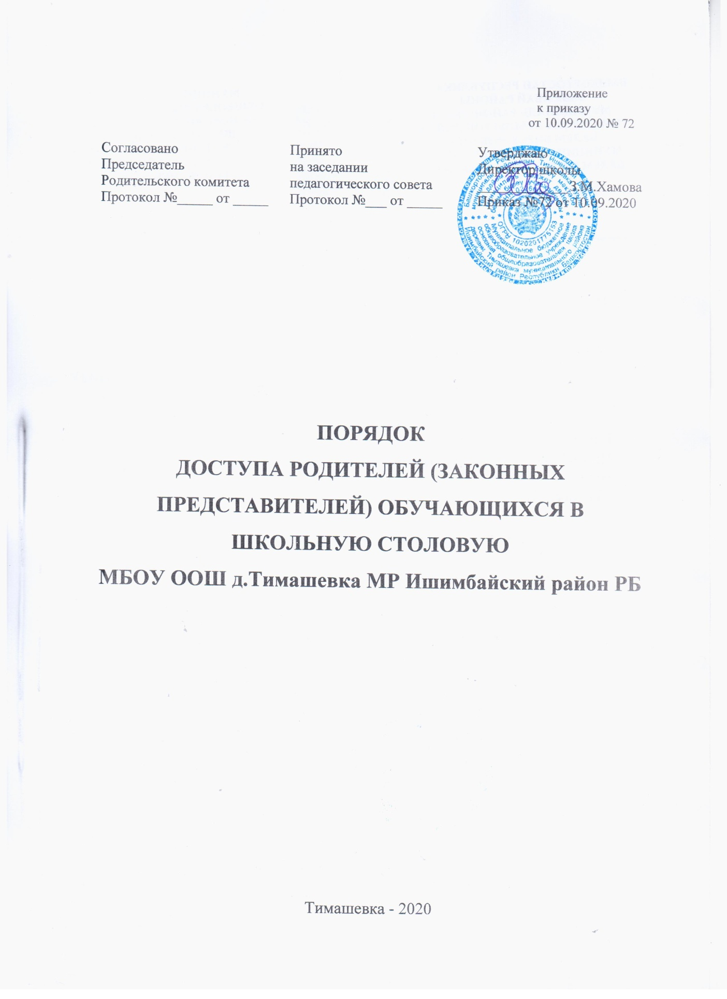 Приложение
к приказу
от 10.09.2020 № 72
Согласовано
Председатель
Родительского комитета
Протокол №_____ от _____
Принято
на заседании
педагогического совета
Протокол №___ от _____
Утверждаю
Директор школы
З.М.Хамова
Приказ №72 от 10.09.2020
ОГРН 1020201775153
Муниципальное бюджетное
общеобразовательное учреждение
основная общеобразовательная школа
деревни Тимашевка муниципального района
Ишимбайский район Республики Башкортостан
ПОРЯДОК
ДОСТУПА РОДИТЕЛЕЙ (ЗАКОННЫХ
ПРЕДСТАВИТЕЛЕЙ) ОБУЧАЮЩИХСЯ В
ШКОЛЬНУЮ СТОЛОВУЮ
МБОУ ООШ д.Тимашевка МР Ишимбайский район РБ
Тимашевка - 2020